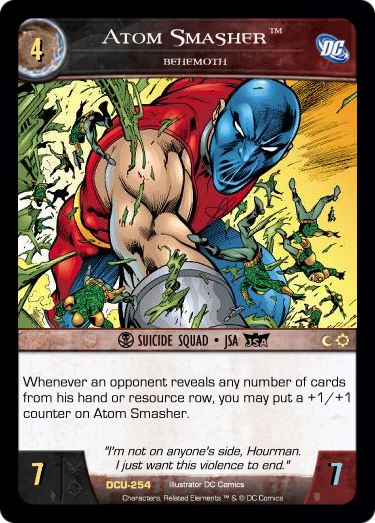 4
ATOM SMASHER™
DC
BEHEMOTH
SUICIDE SQUAD • JSA JSA
Whenever an opponent reveals any number of cards
from his hand or resource row, you may put a +1/+1
counter on Atom Smasher.
"I'm not on anyone's side, Hourman.
I just want this violence to end."
7
DCU-254 Illustrator DC Comics
7
Characters, Related Elements ™ & © DC Comics